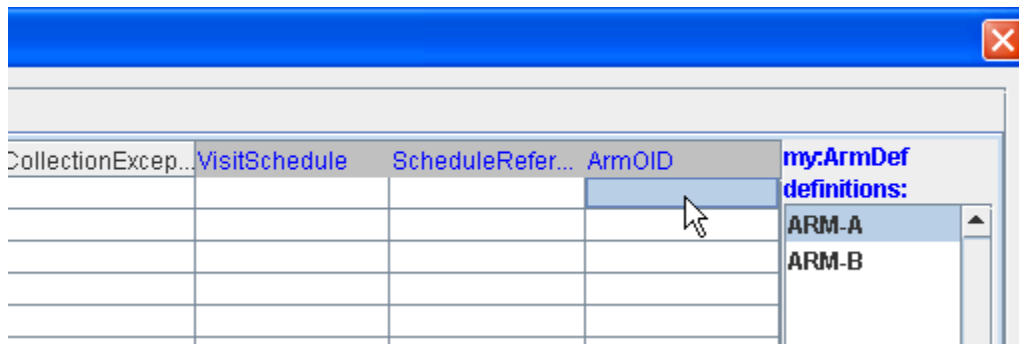 CollectionExcep... VisitSchedule ScheduleRefer... ArmOID
my:ArmDef
definitions:
ARM-A
ARM-B